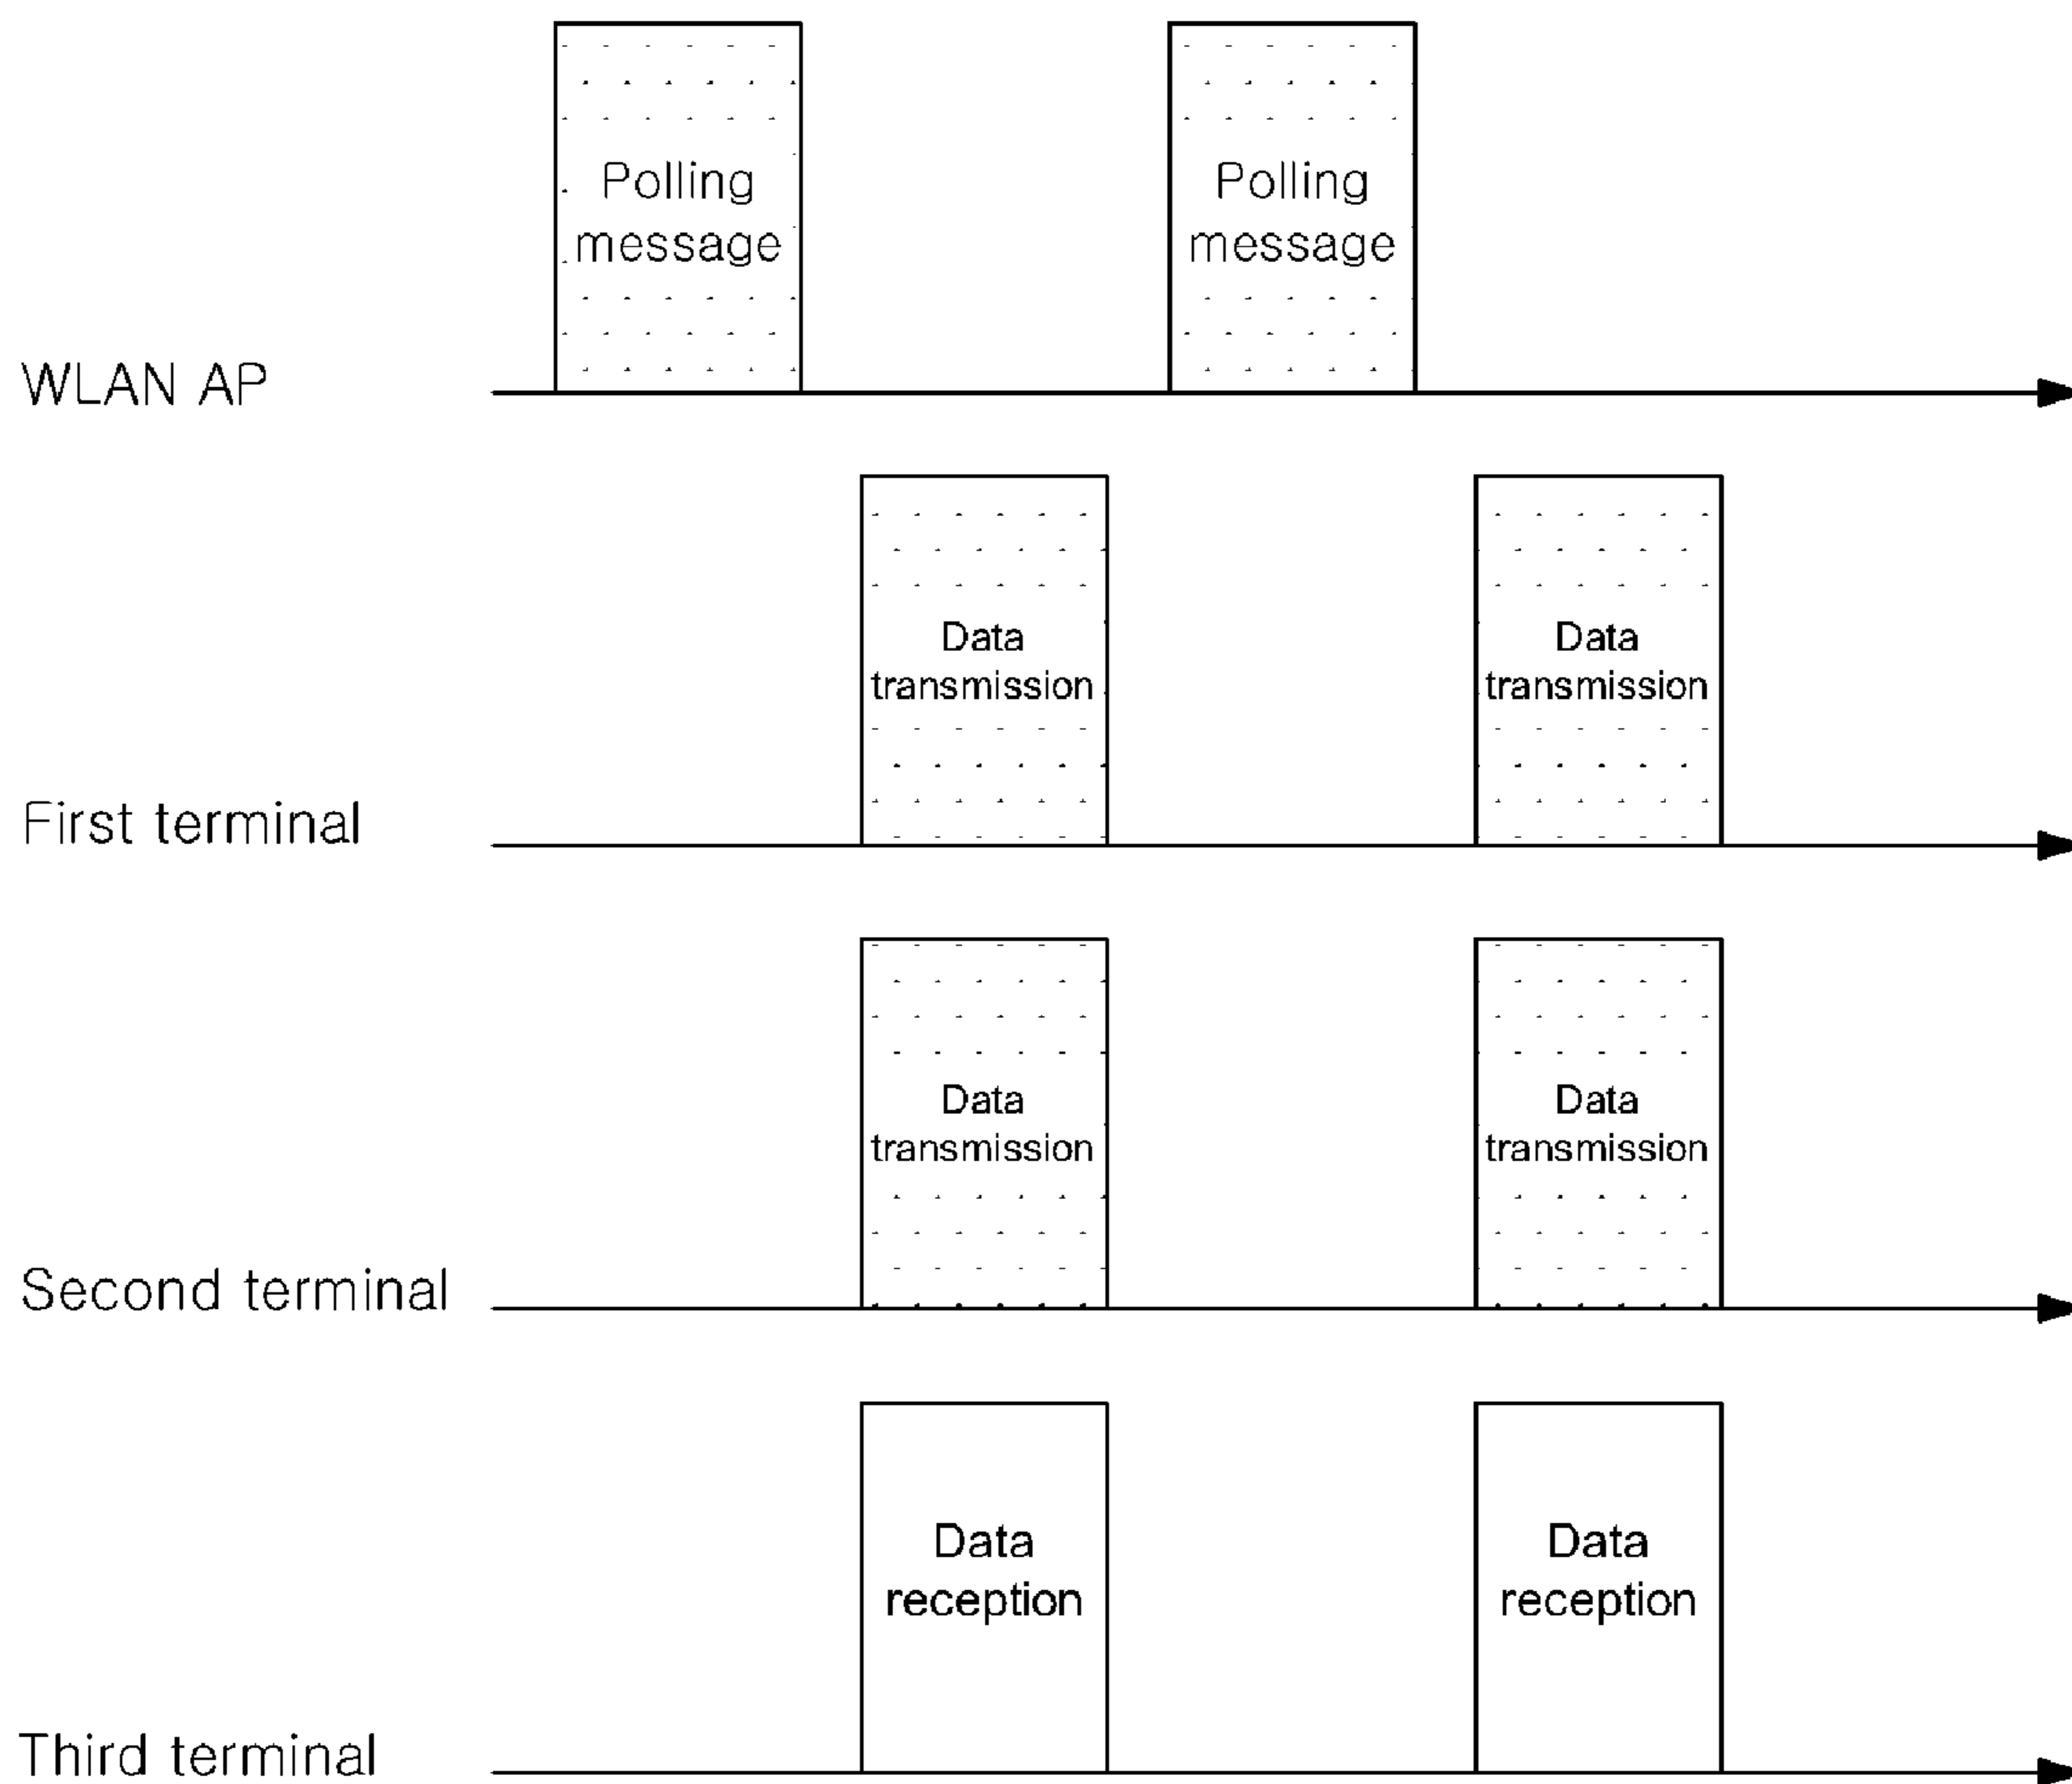 Polling
message
Polling
message
WLAN AP
Data
transmission
Data
transmission
First terminal
Data
transmission
Data
transmission
Second terminal
Data
reception
Data
reception
Third terminal